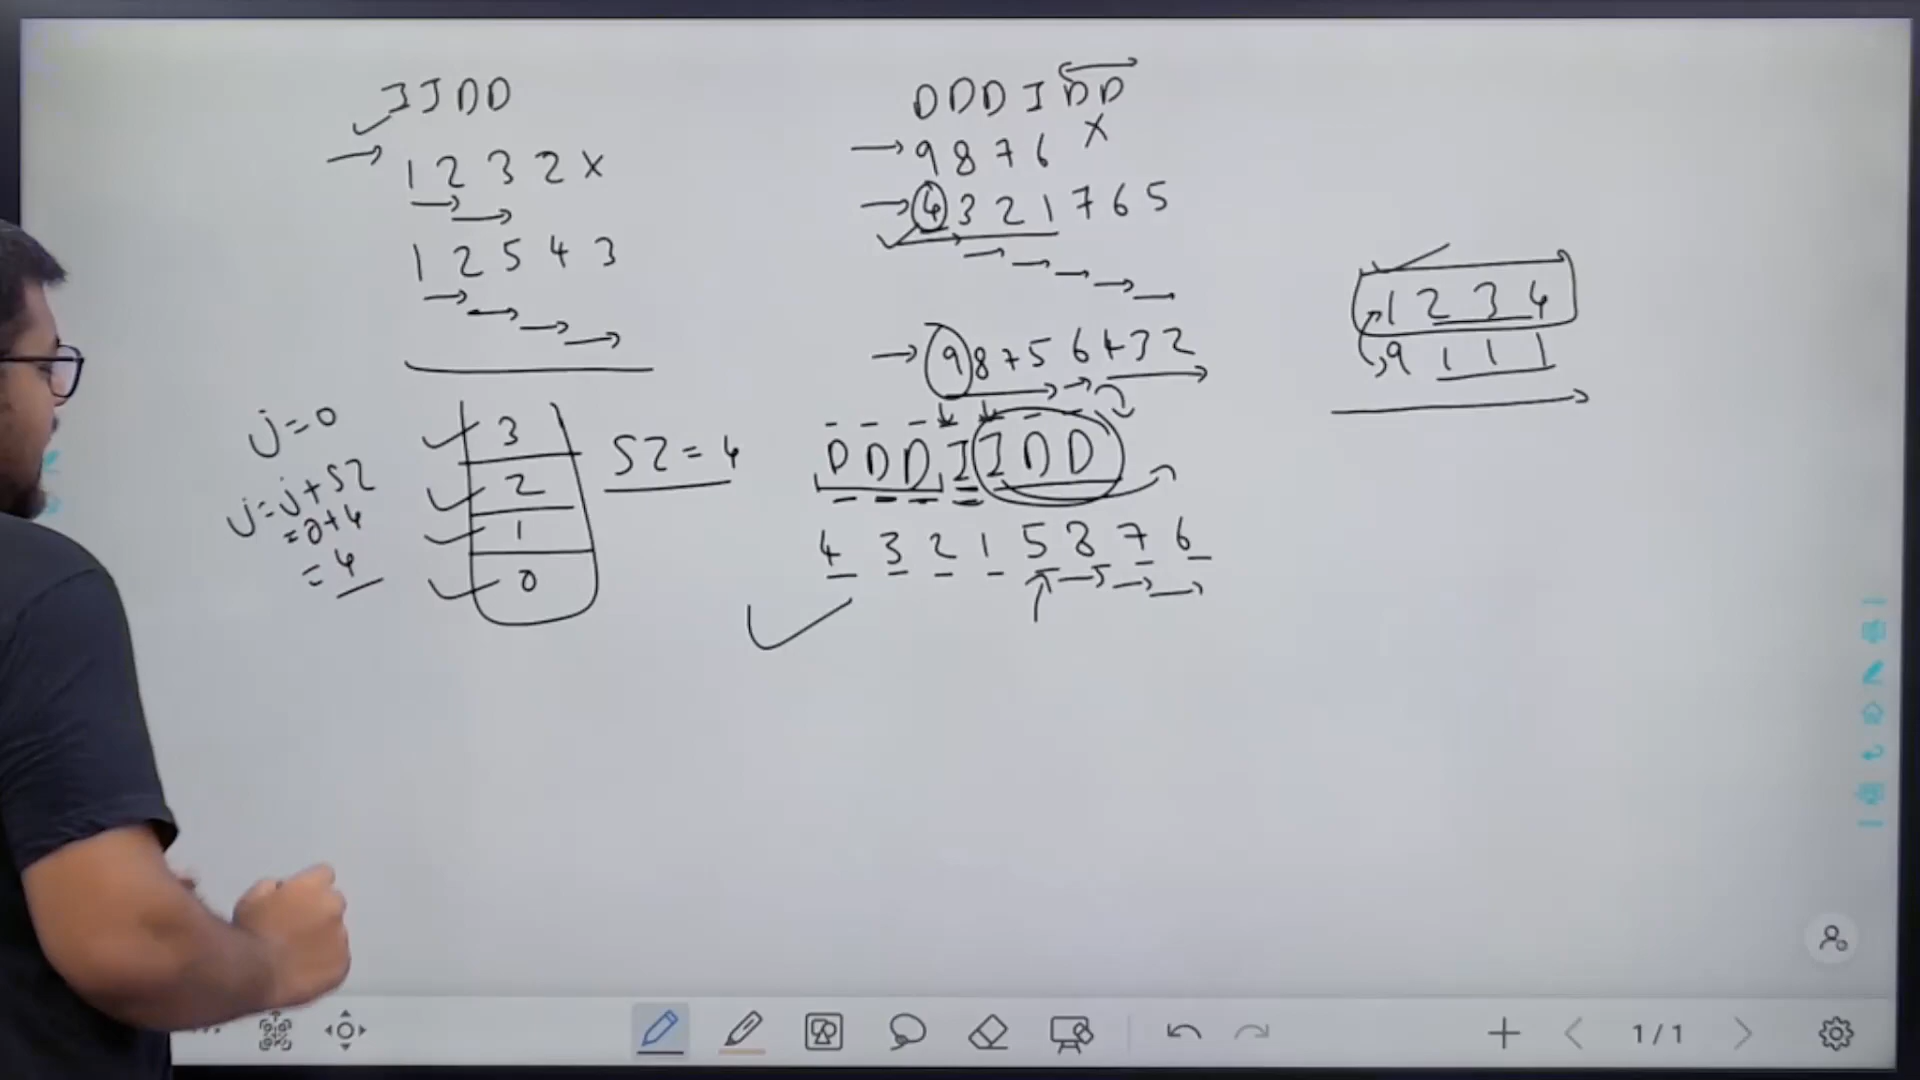 I I D D
1 2 3 2 X
1 2 5 4 3
D D D I D D
9 8 7 6 X
4 3 2 1 7 6 5
9 8 7 5 6 4 3 2
1 2 3 4
9 1 1 1
j=0
j=j+sz
=0+4
=4
3
2
1
0
sz=4
D D D I I D D
4 3 2 1 5 8 7 6
1/1